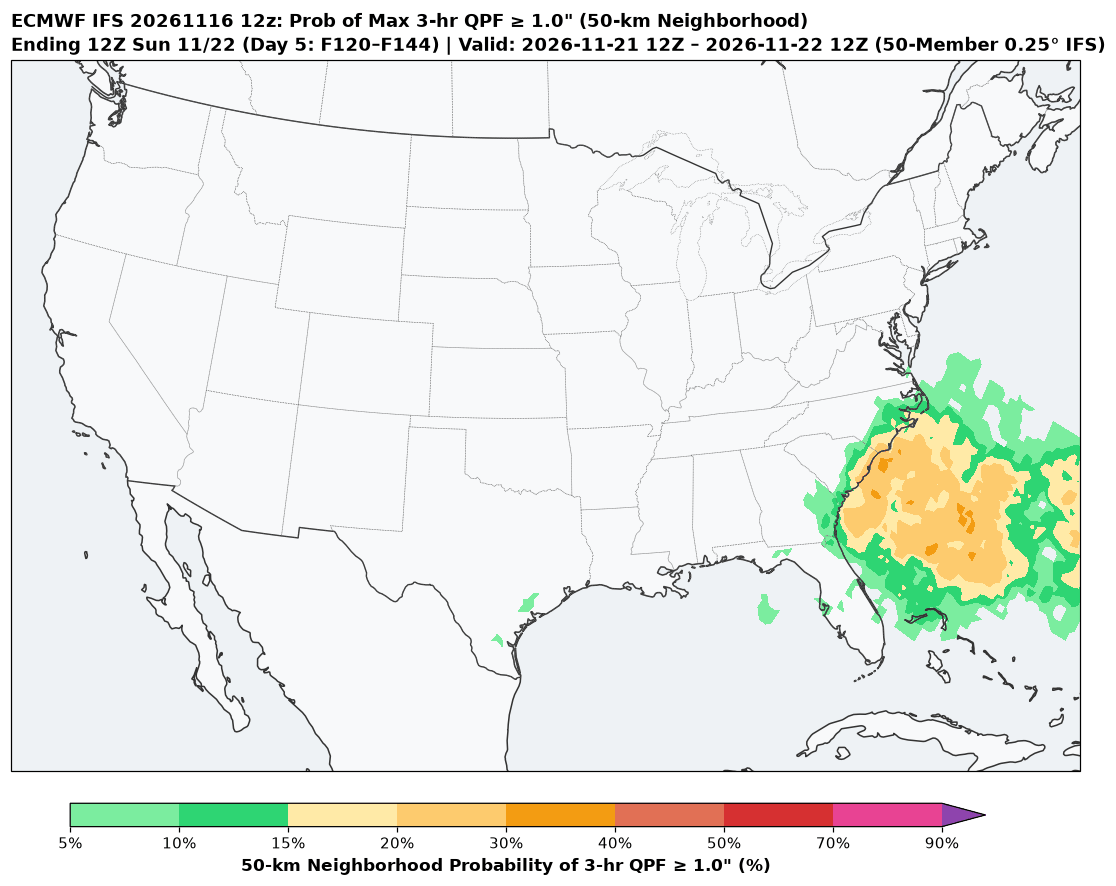 ECMWF IFS 20261116 12z: Prob of Max 3-hr QPF ≥ 1.0" (50-km Neighborhood)
Ending 12Z Sun 11/22 (Day 5: F120–F144) | Valid: 2026-11-21 12Z – 2026-11-22 12Z (50-Member 0.25° IFS)
5% 10% 15% 20% 30% 40% 50% 70% 90%
50-km Neighborhood Probability of 3-hr QPF ≥ 1.0" (%)